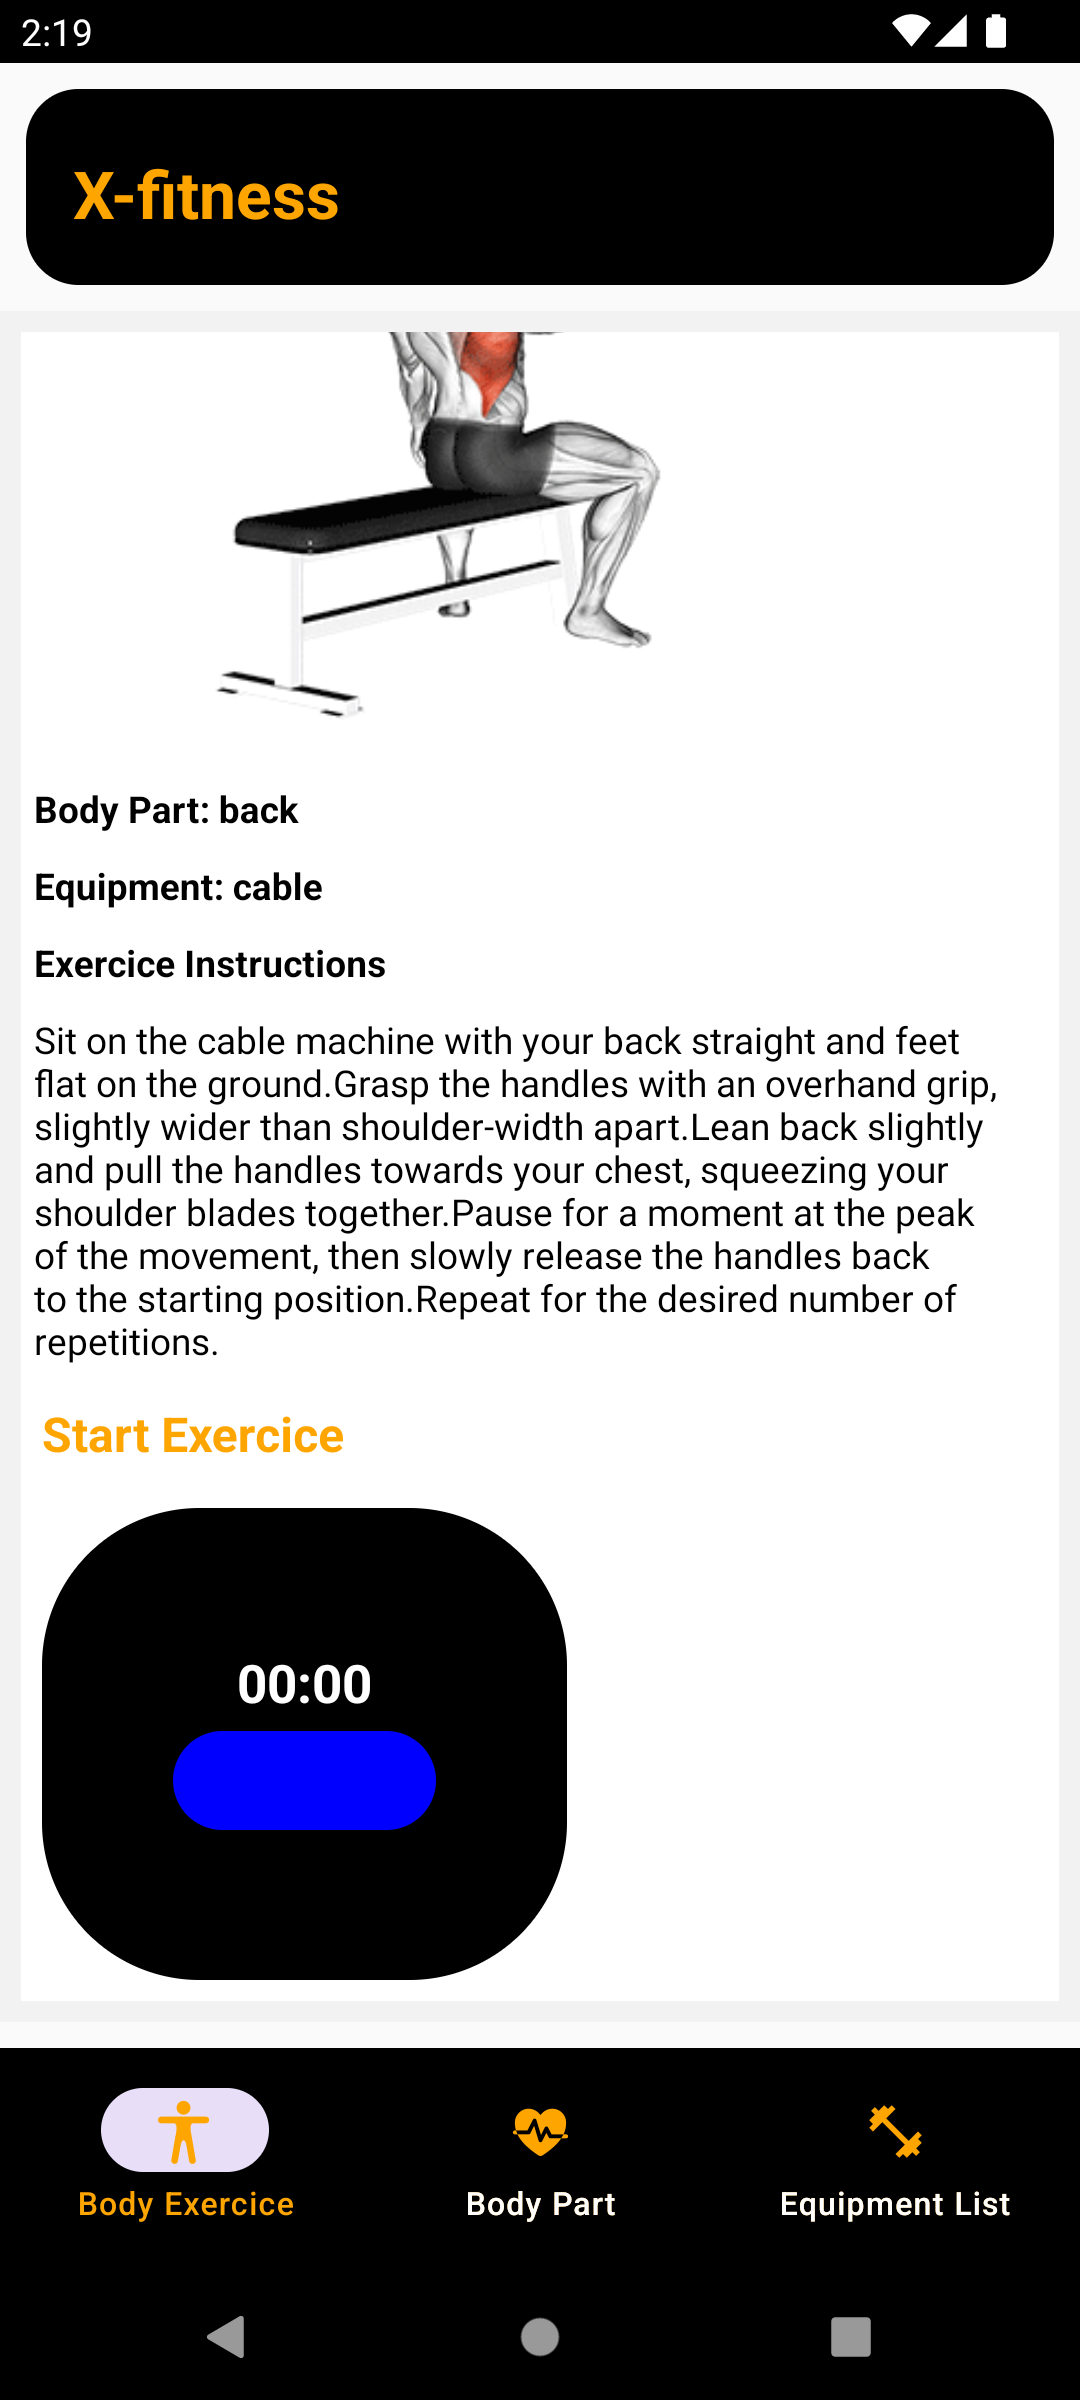 2:19
X-fitness
Body Part: back
Equipment: cable
Exercice Instructions
Sit on the cable machine with your back straight and feet
flat on the ground.Grasp the handles with an overhand grip,
slightly wider than shoulder-width apart.Lean back slightly
and pull the handles towards your chest, squeezing your
shoulder blades together.Pause for a moment at the peak
of the movement, then slowly release the handles back
to the starting position.Repeat for the desired number of
repetitions.
Start Exercice
00:00
Body Exercice
Body Part
Equipment List